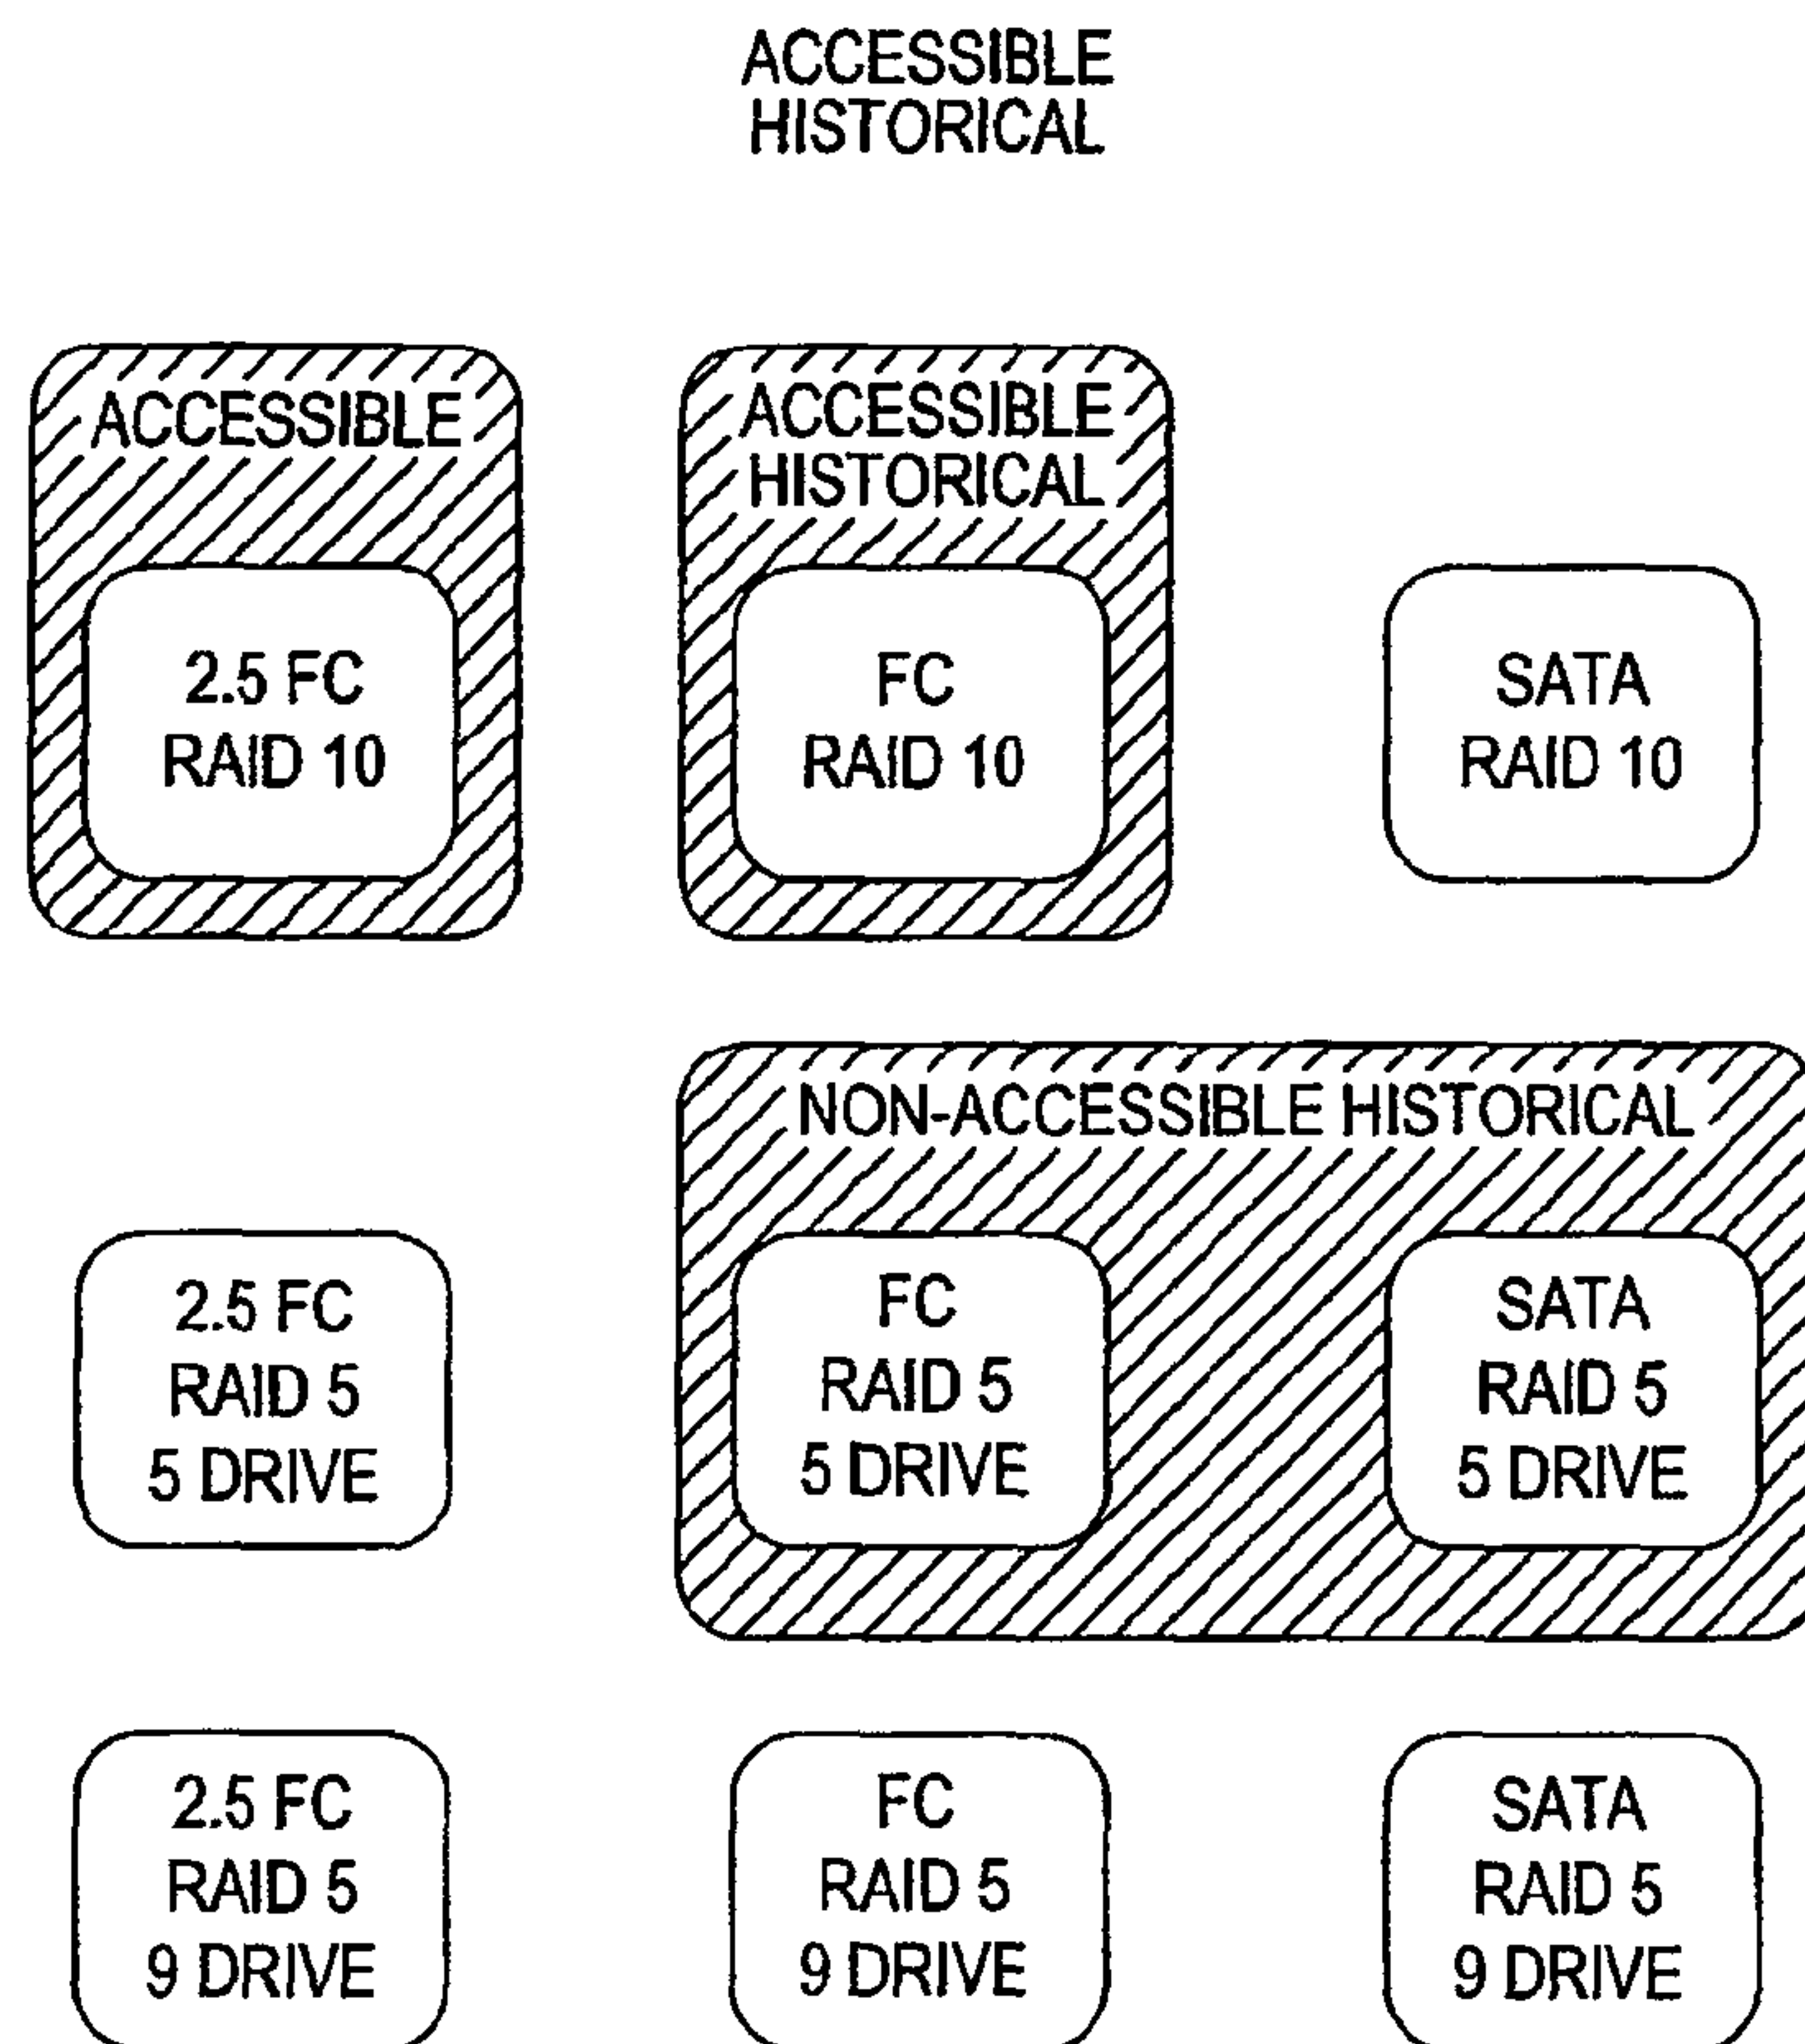 ACCESSIBLE
HISTORICAL
ACCESSIBLE
2.5 FC
RAID 10
ACCESSIBLE
HISTORICAL
FC
RAID 10
SATA
RAID 10
2.5 FC
RAID 5
5 DRIVE
NON-ACCESSIBLE HISTORICAL
FC
RAID 5
5 DRIVE
SATA
RAID 5
5 DRIVE
2.5 FC
RAID 5
9 DRIVE
FC
RAID 5
9 DRIVE
SATA
RAID 5
9 DRIVE